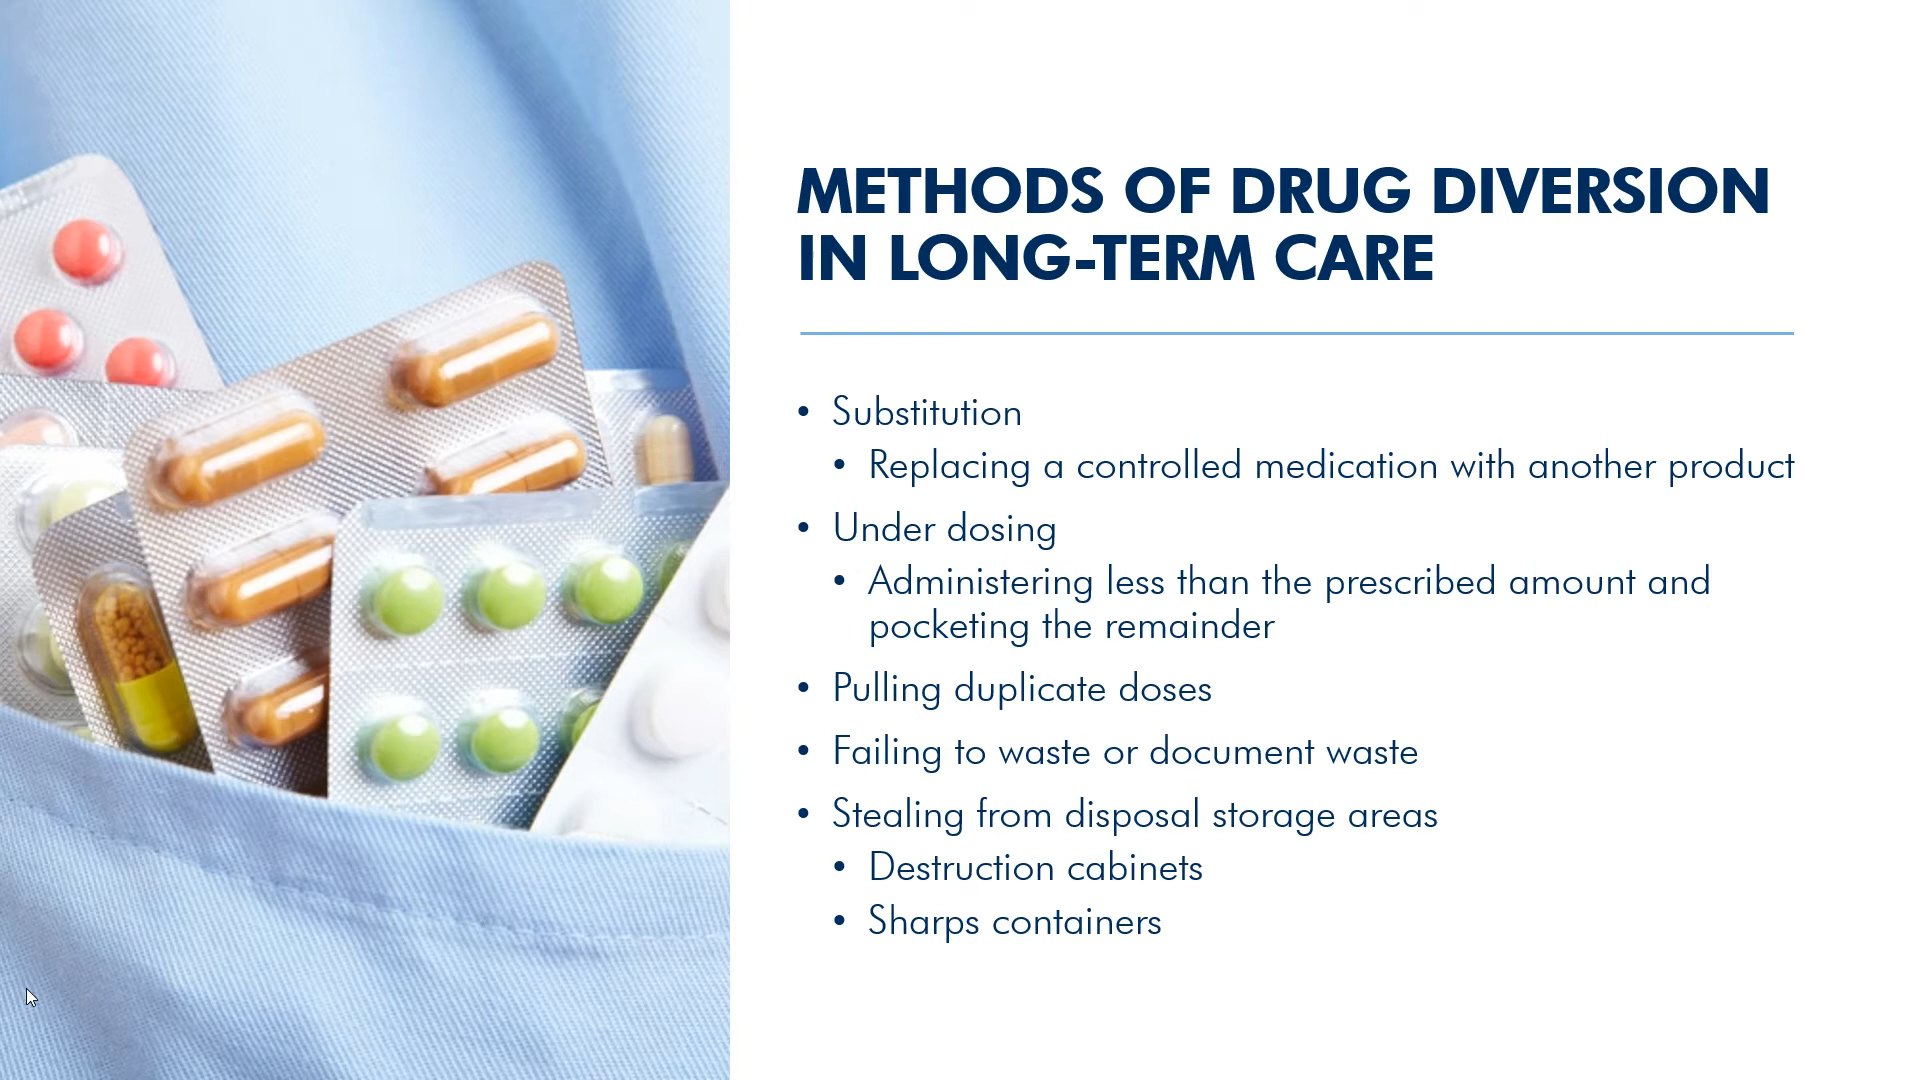 METHODS OF DRUG DIVERSION
IN LONG-TERM CARE
• Substitution
• Replacing a controlled medication with another product
• Under dosing
• Administering less than the prescribed amount and
pocketing the remainder
• Pulling duplicate doses
• Failing to waste or document waste
• Stealing from disposal storage areas
• Destruction cabinets
• Sharps containers